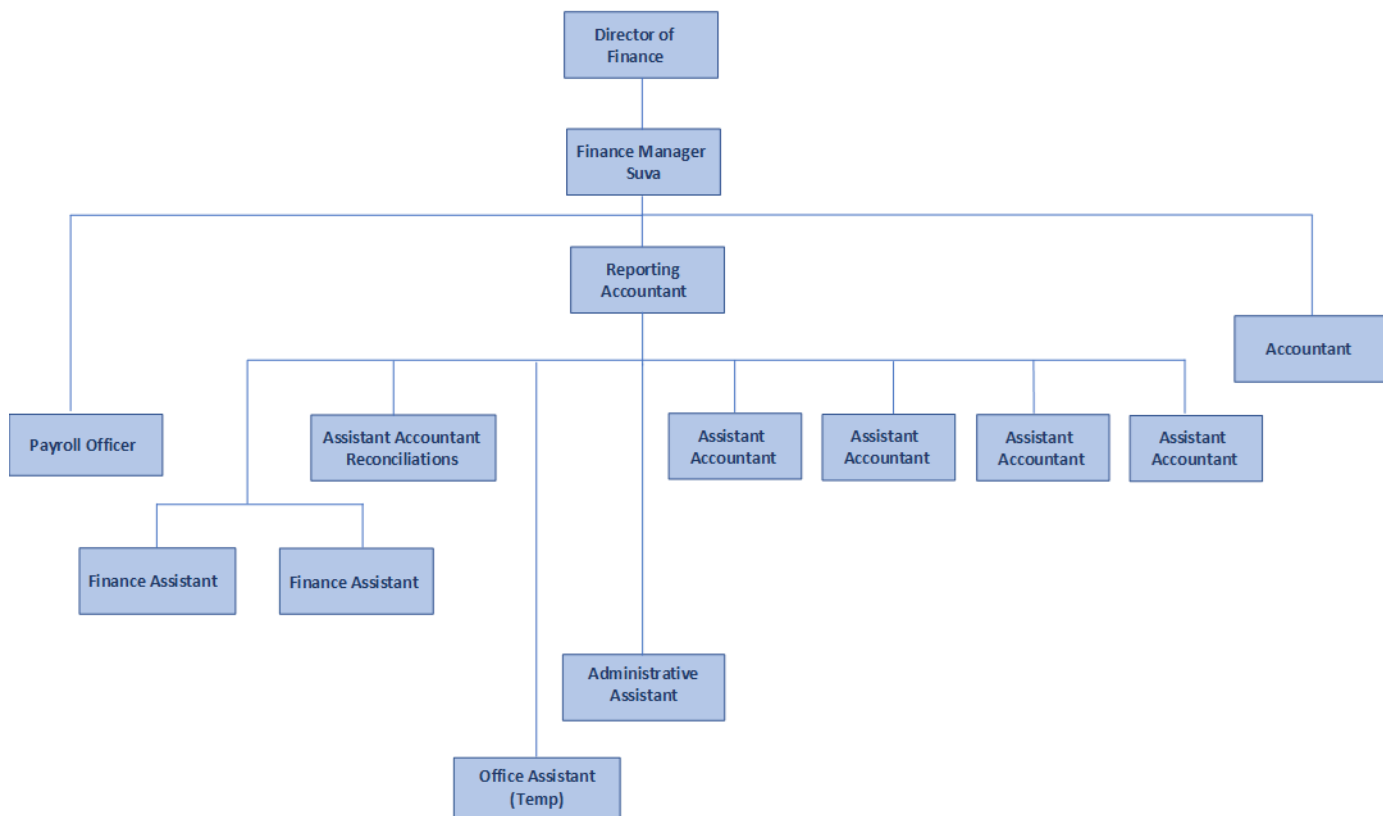 Director of
Finance
Finance Manager
Suva
Reporting
Accountant
Accountant
Payroll Officer
Assistant Accountant
Reconciliations
Assistant
Accountant
Assistant
Accountant
Assistant
Accountant
Assistant
Accountant
Finance Assistant
Finance Assistant
Administrative
Assistant
Office Assistant
(Temp)